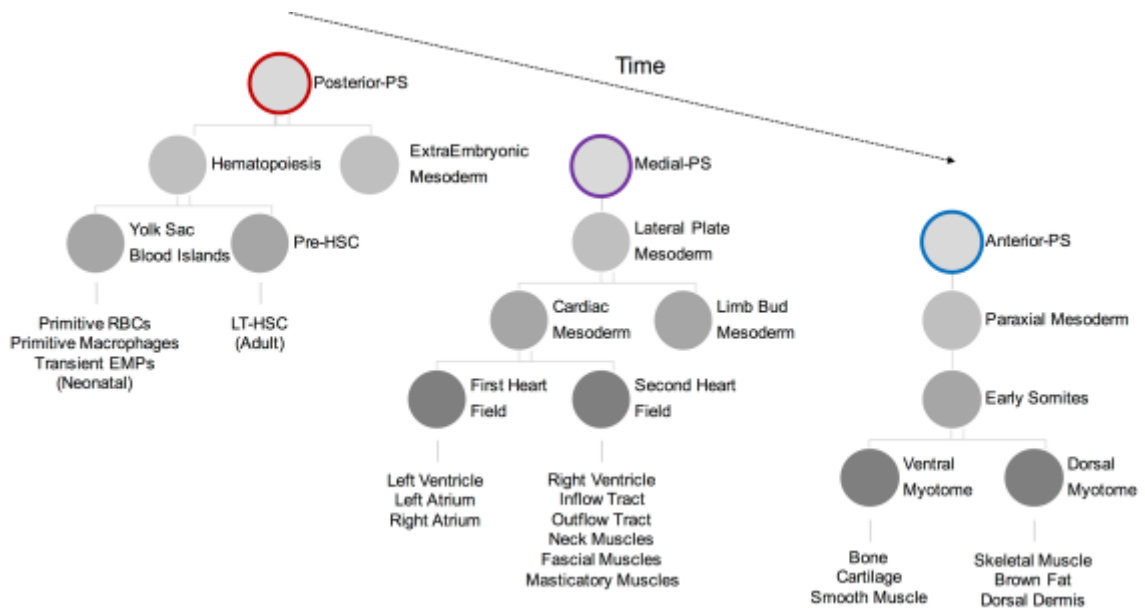 Time
Posterior-PS
Hematopoiesis
ExtraEmbryonic
Mesoderm
Yolk Sac
Blood Islands
Pre-HSC
Primitive RBCs
Primitive Macrophages
Transient EMPs
(Neonatal)
LT-HSC
(Adult)
Medial-PS
Lateral Plate
Mesoderm
Cardiac
Mesoderm
Limb Bud
Mesoderm
First Heart
Field
Second Heart
Field
Left Ventricle
Left Atrium
Right Atrium
Right Ventricle
Inflow Tract
Outflow Tract
Neck Muscles
Fascial Muscles
Masticatory Muscles
Anterior-PS
Paraxial Mesoderm
Early Somites
Ventral
Myotome
Dorsal
Myotome
Bone
Cartilage
Smooth Muscle
Skeletal Muscle
Brown Fat
Dorsal Dermis